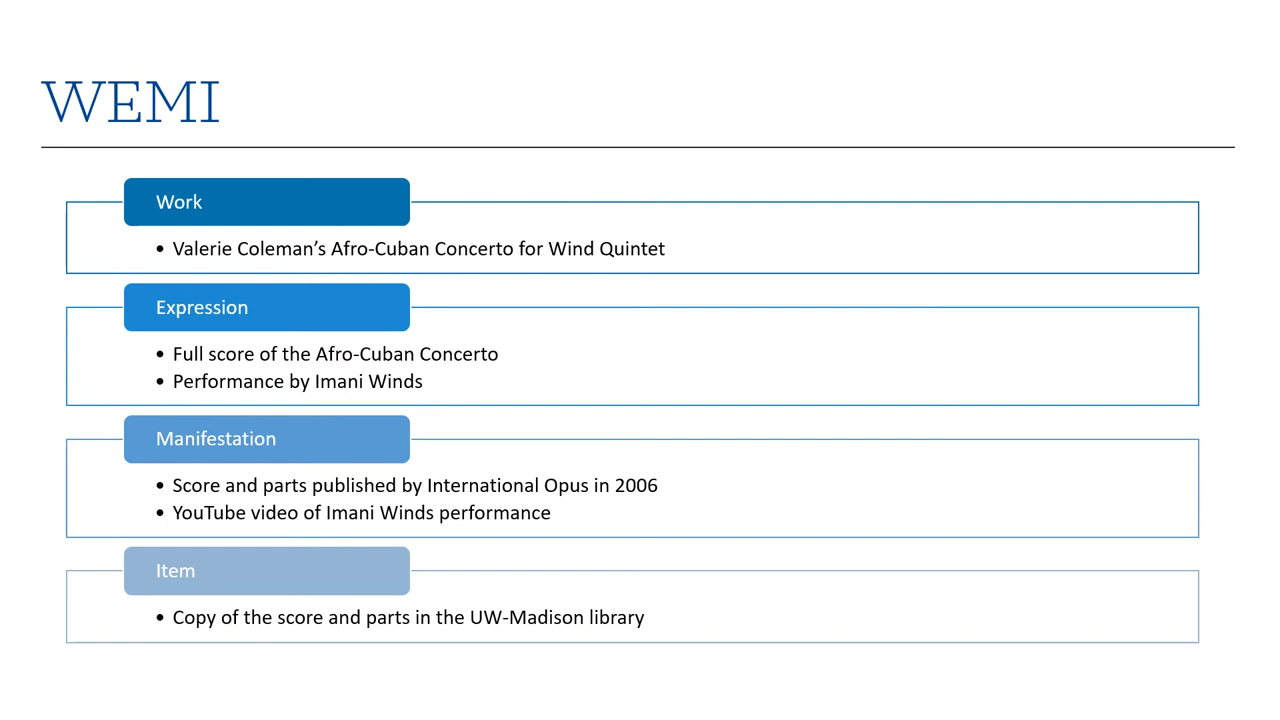 WEMI
Work
• Valerie Coleman’s Afro-Cuban Concerto for Wind Quintet
Expression
• Full score of the Afro-Cuban Concerto
• Performance by Imani Winds
Manifestation
• Score and parts published by International Opus in 2006
• YouTube video of Imani Winds performance
Item
• Copy of the score and parts in the UW-Madison library